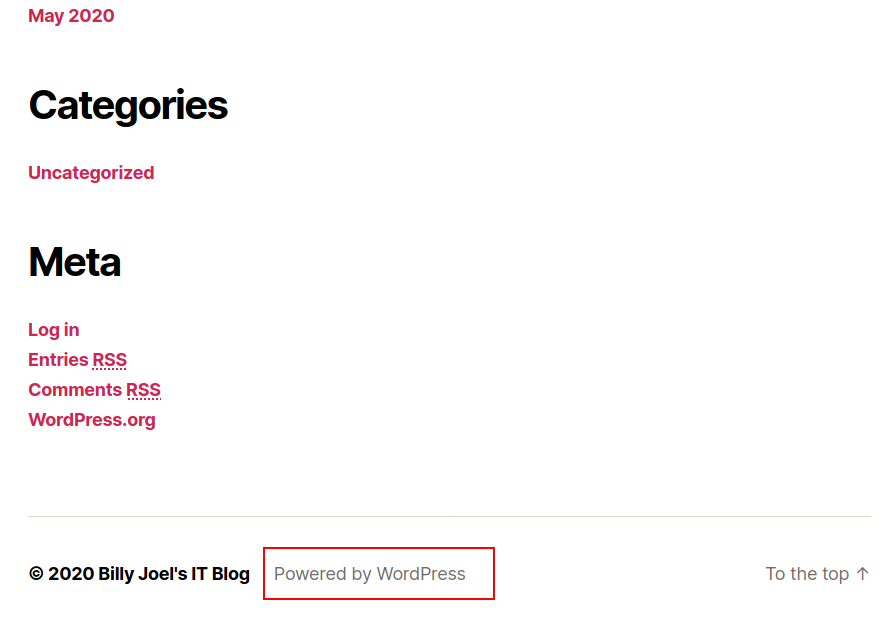 May 2020
Categories
Uncategorized
Meta
Log in
Entries RSS
Comments RSS
WordPress.org
© 2020 Billy Joel's IT Blog Powered by WordPress To the top ↑